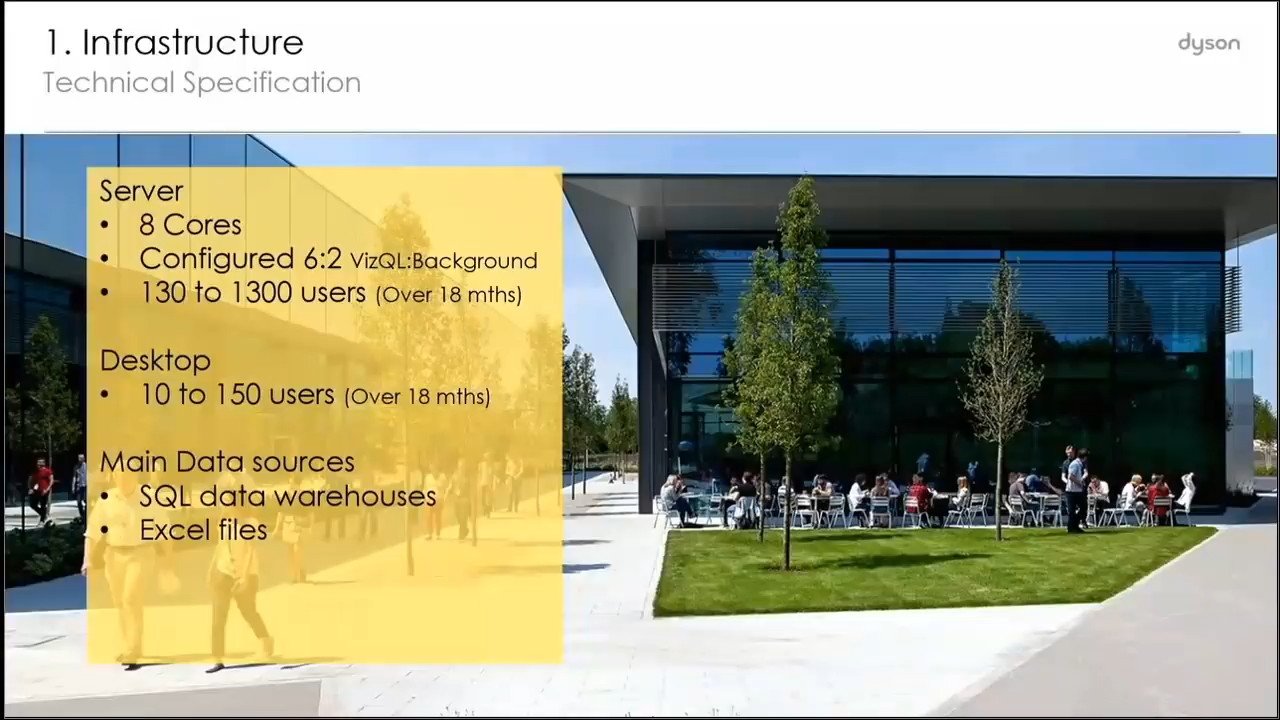 1. Infrastructure
dyson
Technical Specification
Server
• 8 Cores
• Configured 6:2 VizQL:Background
• 130 to 1300 users (Over 18 mths)
Desktop
• 10 to 150 users (Over 18 mths)
Main Data sources
• SQL data warehouses
• Excel files